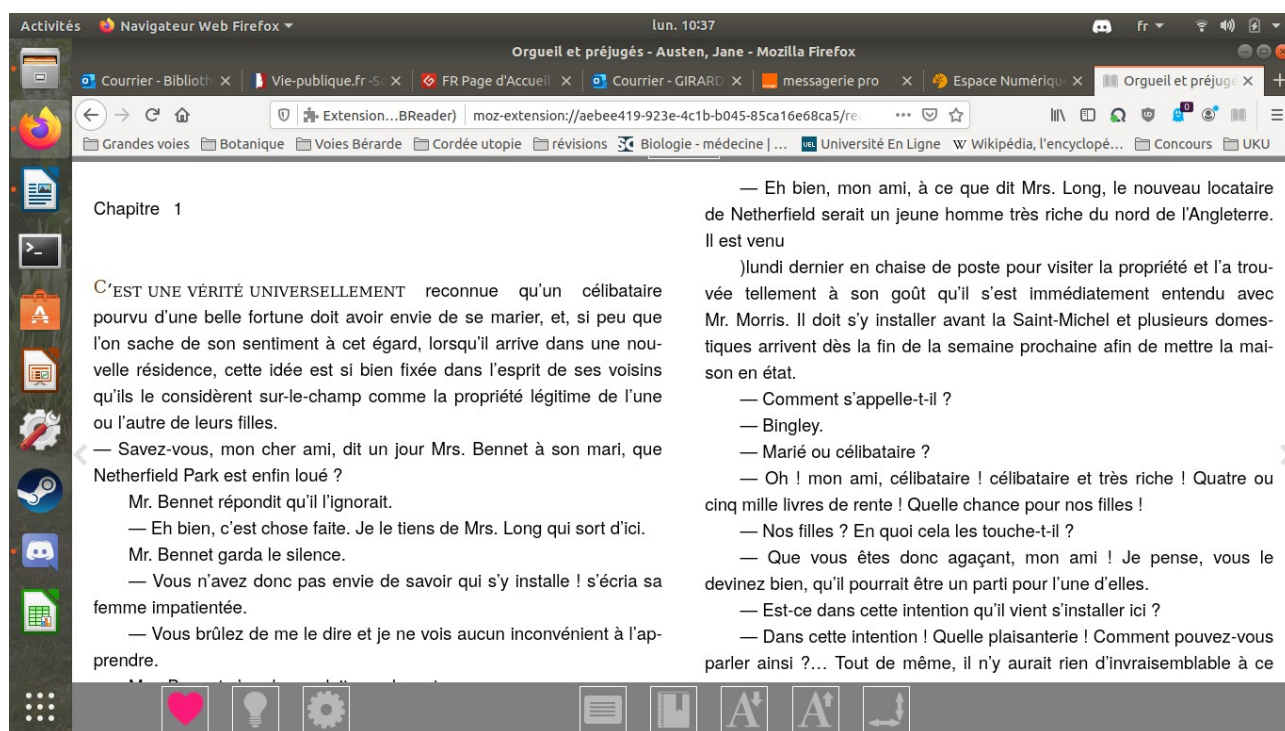 Activités Navigateur Web Firefox lun. 10:37 fr
Orgueil et préjugés - Austen, Jane - Mozilla Firefox
Courrier - Biblioth Vie-publique.fr - FR Page d'Accueil Courrier - GIRARD messagerie pro Espace Numériqu Orgueil et préjugé
Extension...BReader) moz-extension://aebee419-923e-4c1b-b045-85ca16e68ca5/re
Grandes voies Botanique Voies Bérarde Cordée utopie révisions Biologie - médecine | ... UEL Université En Ligne W Wikipédia, l'encyclopé... Concours UKU
Chapitre 1
C'EST UNE VÉRITÉ UNIVERSELLEMENT reconnue qu'un célibataire
pourvu d'une belle fortune doit avoir envie de se marier, et, si peu que
l'on sache de son sentiment à cet égard, lorsqu'il arrive dans une nou-
velle résidence, cette idée est si bien fixée dans l'esprit de ses voisins
qu'ils le considèrent sur-le-champ comme la propriété légitime de l'une
ou l'autre de leurs filles.
— Savez-vous, mon cher ami, dit un jour Mrs. Bennet à son mari, que
Netherfield Park est enfin loué ?
Mr. Bennet répondit qu'il l'ignorait.
— Eh bien, c'est chose faite. Je le tiens de Mrs. Long qui sort d'ici.
Mr. Bennet garda le silence.
— Vous n'avez donc pas envie de savoir qui s'y installe ! s'écria sa
femme impatientée.
— Vous brûlez de me le dire et je ne vois aucun inconvénient à l'ap-
prendre.
— Eh bien, mon ami, à ce que dit Mrs. Long, le nouveau locataire
de Netherfield serait un jeune homme très riche du nord de l'Angleterre.
Il est venu
)lundi dernier en chaise de poste pour visiter la propriété et l'a trou-
vée tellement à son goût qu'il s'est immédiatement entendu avec
Mr. Morris. Il doit s'y installer avant la Saint-Michel et plusieurs domes-
tiques arrivent dès la fin de la semaine prochaine afin de mettre la mai-
son en état.
— Comment s'appelle-t-il ?
— Bingley.
— Marié ou célibataire ?
— Oh ! mon ami, célibataire ! célibataire et très riche ! Quatre ou
cinq mille livres de rente ! Quelle chance pour nos filles !
— Nos filles ? En quoi cela les touche-t-il ?
— Que vous êtes donc agaçant, mon ami ! Je pense, vous le
devinez bien, qu'il pourrait être un parti pour l'une d'elles.
— Est-ce dans cette intention qu'il vient s'installer ici ?
— Dans cette intention ! Quelle plaisanterie ! Comment pouvez-vous
parler ainsi ?… Tout de même, il n'y aurait rien d'invraisemblable à ce